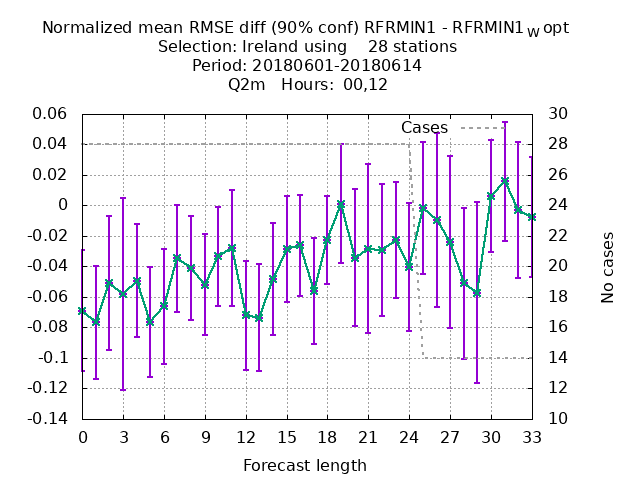 Normalized mean RMSE diff (90% conf) RFRMIN1 - RFRMIN1_W opt
Selection: Ireland using 28 stations
Period: 20180601-20180614
Q2m Hours: 00,12
0.06
0.04
0.02
0
-0.02
-0.04
-0.06
-0.08
-0.1
-0.12
-0.14
Cases
30
28
26
24
22
20
18
16
14
12
10
No cases
0 3 6 9 12 15 18 21 24 27 30 33
Forecast length